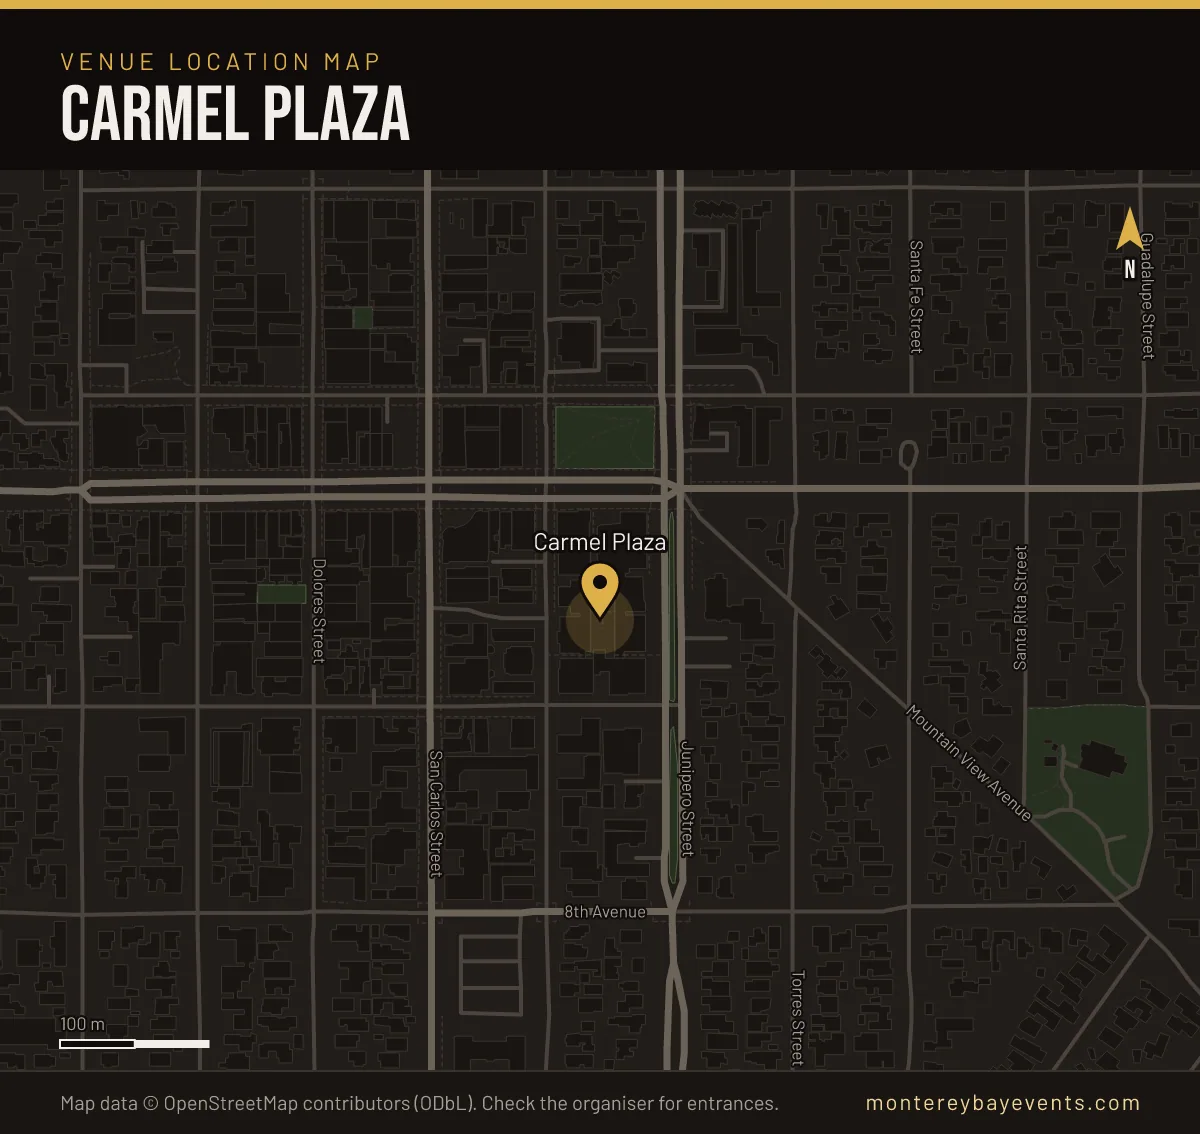 VENUE LOCATION MAP
CARMEL PLAZA
Santa Fe Street
Guadalupe Street
N
Carmel Plaza
Dolores Street
Santa Rita Street
Mountain View Avenue
San Carlos Street
Junipero Street
8th Avenue
Torres Street
100 m
Map data © OpenStreetMap contributors (ODbL). Check the organiser for entrances.
montereybayevents.com